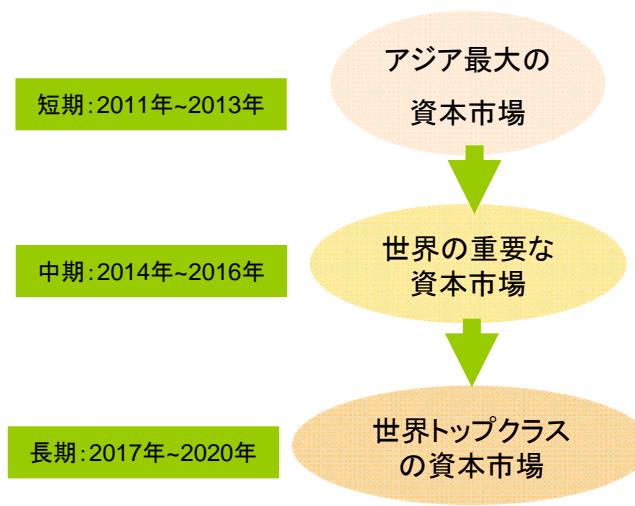 アジア最大の
資本市場
短期：2011年~2013年
世界の重要な
資本市場
中期：2014年~2016年
世界トップクラス
の資本市場
長期：2017年~2020年